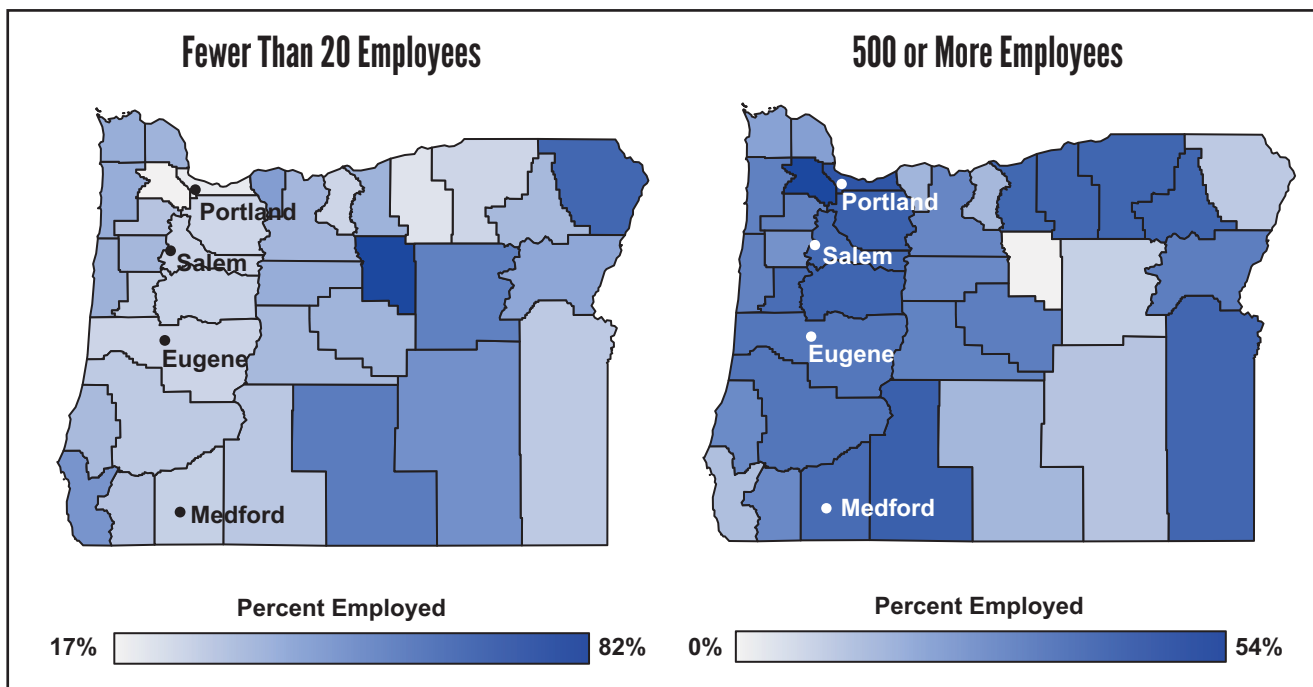 Fewer Than 20 Employees
500 or More Employees
Portland
Salem
Eugene
Medford
Portland
Salem
Eugene
Medford
Percent Employed
17%
82%
Percent Employed
0%
54%